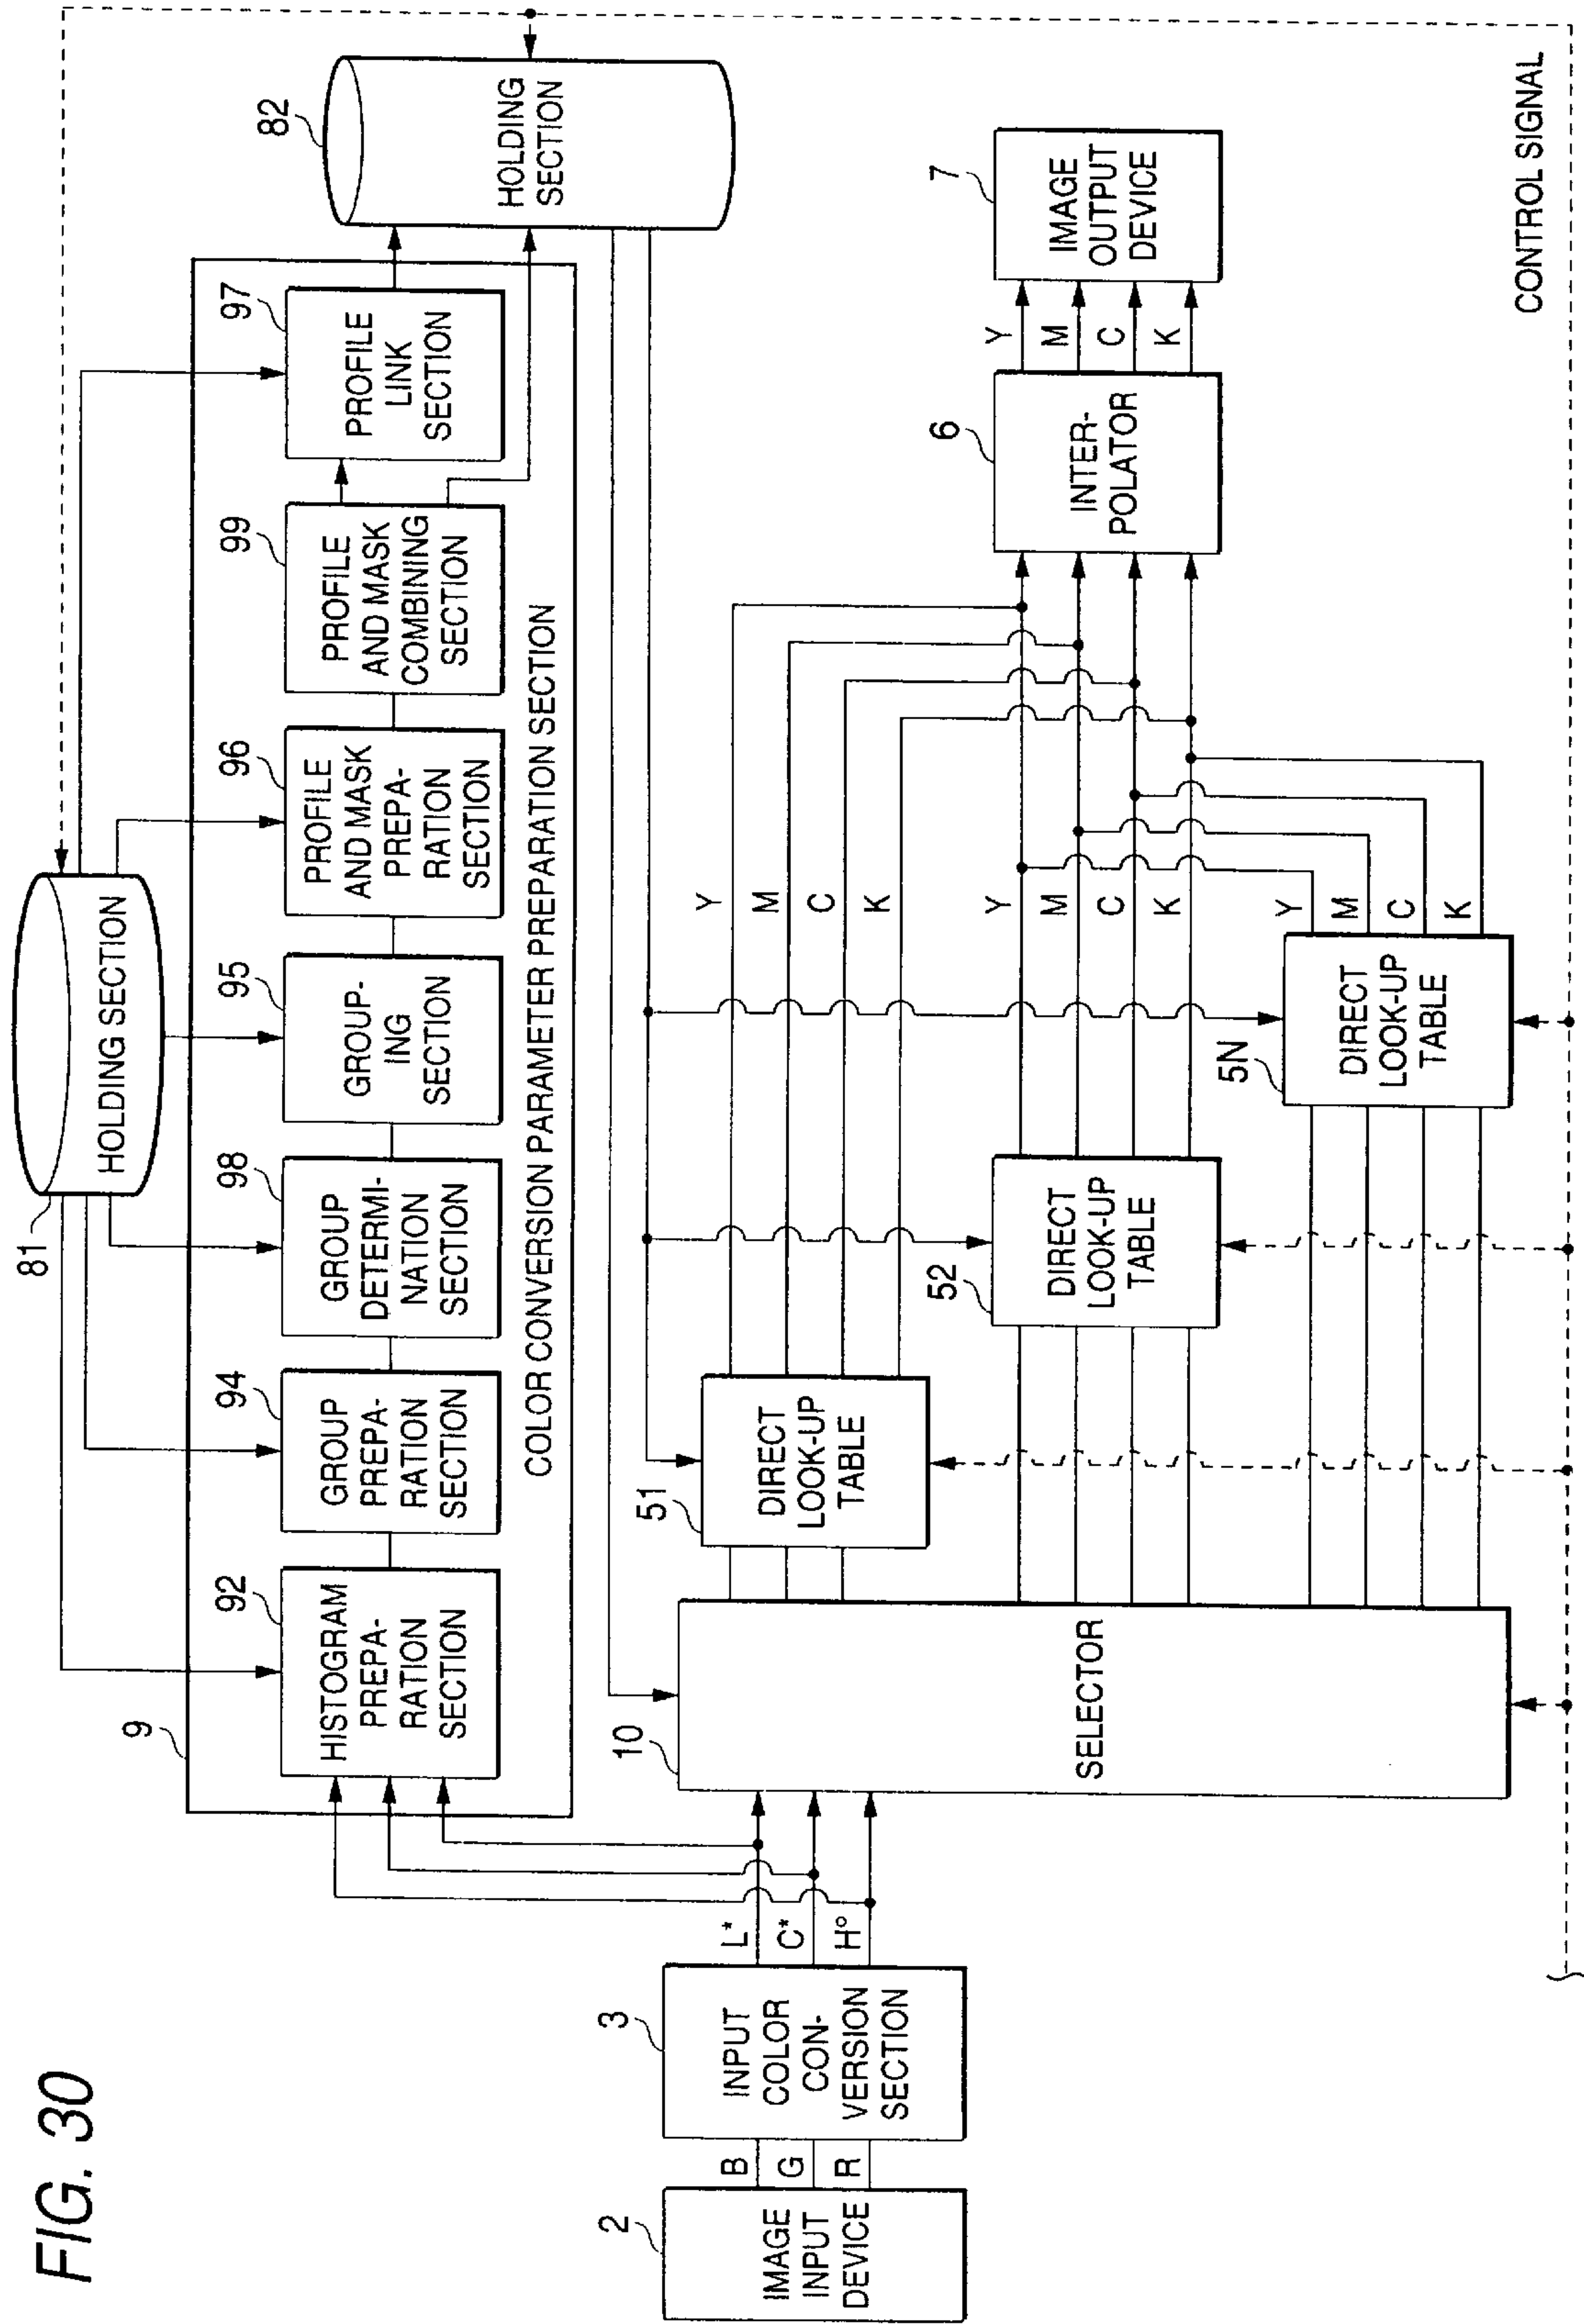 FIG. 30
81
HOLDING SECTION
82
HOLDING
SECTION
9
92
HISTOGRAM
PREPA-
RATION
SECTION
94
GROUP
PREPA-
RATION
SECTION
98
GROUP
DETERMI-
NATION
SECTION
95
GROUP-
ING
SECTION
96
PROFILE
AND MASK
PREPA-
RATION
SECTION
99
PROFILE
AND MASK
COMBINING
SECTION
97
PROFILE
LINK
SECTION
COLOR CONVERSION PARAMETER PREPARATION SECTION
2
IMAGE
INPUT
DEVICE
B
G
R
3
INPUT
COLOR
CON-
VERSION
SECTION
L*
C*
H°
10
SELECTOR
51
DIRECT
LOOK-UP
TABLE
Y
M
C
K
52
DIRECT
LOOK-UP
TABLE
Y
M
C
K
5N
DIRECT
LOOK-UP
TABLE
Y
M
C
K
6
INTER-
POLATOR
Y
M
C
K
7
IMAGE
OUTPUT
DEVICE
CONTROL SIGNAL